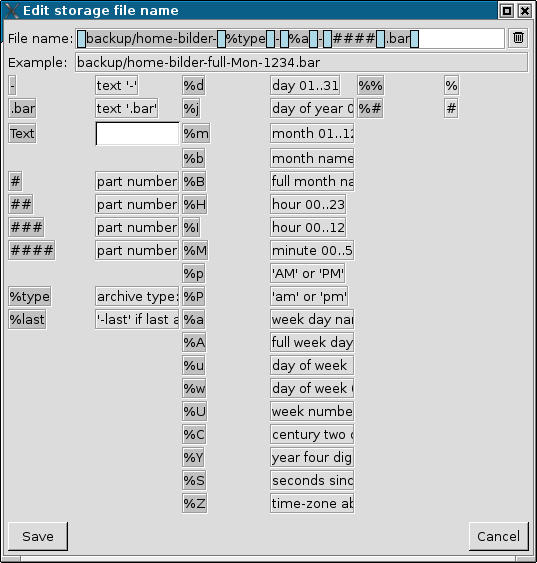 Edit storage file name
File name: backup/home-bilder- %type - %a - #### .bar
Example: backup/home-bilder-full-Mon-1234.bar
- text '-' %d day 01..31 %% %
.bar text '.bar' %j day of year 0 %# #
Text %m month 01..12
%b month name
# part number %B full month na
## part number %H hour 00..23
### part number %I hour 00..12
#### part number %M minute 00..5
%p 'AM' or 'PM'
%type archive type: %P 'am' or 'pm'
%last '-last' if last a %a week day nan
%A full week day
%u day of week
%w day of week
%U week numbe
%C century two
%Y year four dig
%S seconds sinc
%Z time-zone ab
Save Cancel